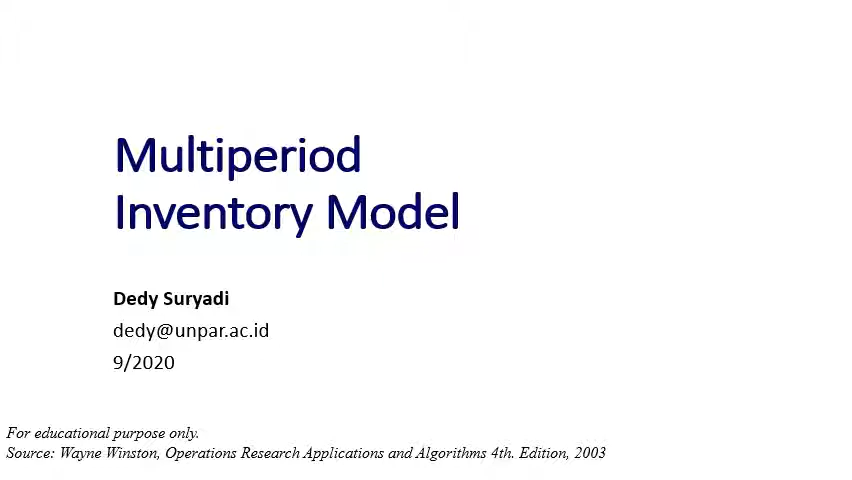 Multiperiod
Inventory Model
Dedy Suryadi
dedy@unpar.ac.id
9/2020
For educational purpose only.
Source: Wayne Winston, Operations Research Applications and Algorithms 4th. Edition, 2003